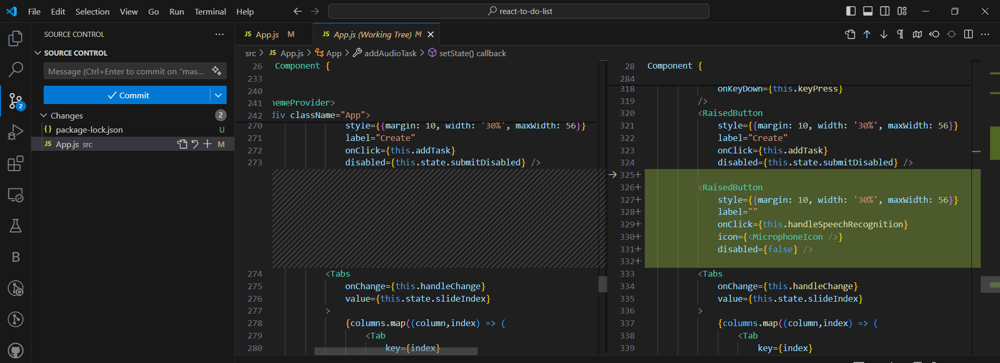 File Edit Selection View Go Run Terminal Help
react-to-do-list
SOURCE CONTROL
SOURCE CONTROL
Message (Ctrl+Enter to commit on "mas...
Commit
Changes 2
package-lock.json U
JS App.js src M
2
B
JS App.js M
JS App.js (Working Tree) M
src > JS App.js > App > addAudioTask > setState() callback
26 Component {
233
240
241 hemeProvider>
242 div className="App">
270 style={{margin: 10, width: '30%', maxWidth: 56}}
271 label="Create"
272 onClick={this.addTask}
273 disabled={this.state.submitDisabled} />
274 <Tabs
275 onChange={this.handleChange}
276 value={this.state.slideIndex}
277 >
278 {columns.map((column,index) => (
279 <Tab
280 key={index}
28 Component {
284
318 onKeyDown={this.keyPress}
319 />
320 <RaisedButton
321 style={{margin: 10, width: '30%', maxWidth: 56}}
322 label="Create"
323 onClick={this.addTask}
324 disabled={this.state.submitDisabled} />
325+
326+ <RaisedButton
327+ style={{margin: 10, width: '30%', maxWidth: 56}}
328+ label=""
329+ onClick={this.handleSpeechRecognition}
330+ icon={<MicrophoneIcon />}
331+ disabled={false} />
332+
333 <Tabs
334 onChange={this.handleChange}
335 value={this.state.slideIndex}
336 >
337 {columns.map((column,index) => (
338 <Tab
339 key={index}